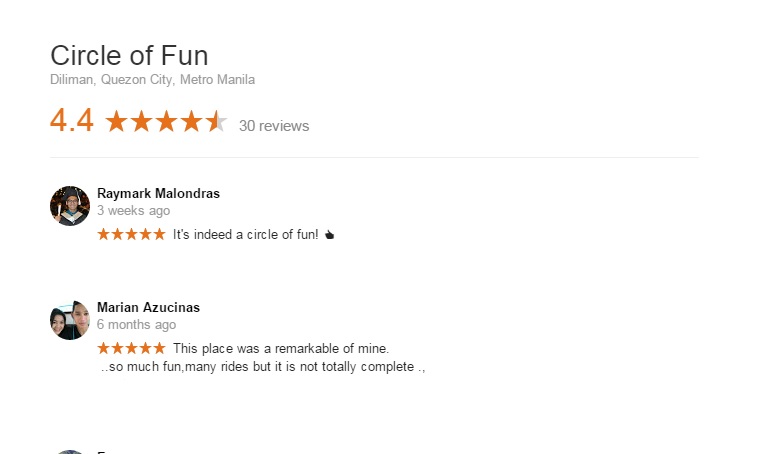 Circle of Fun
Diliman, Quezon City, Metro Manila
4.4 30 reviews
Raymark Malondras
3 weeks ago
It's indeed a circle of fun!
Marian Azucinas
6 months ago
This place was a remarkable of mine.
..so much fun,many rides but it is not totally complete .,